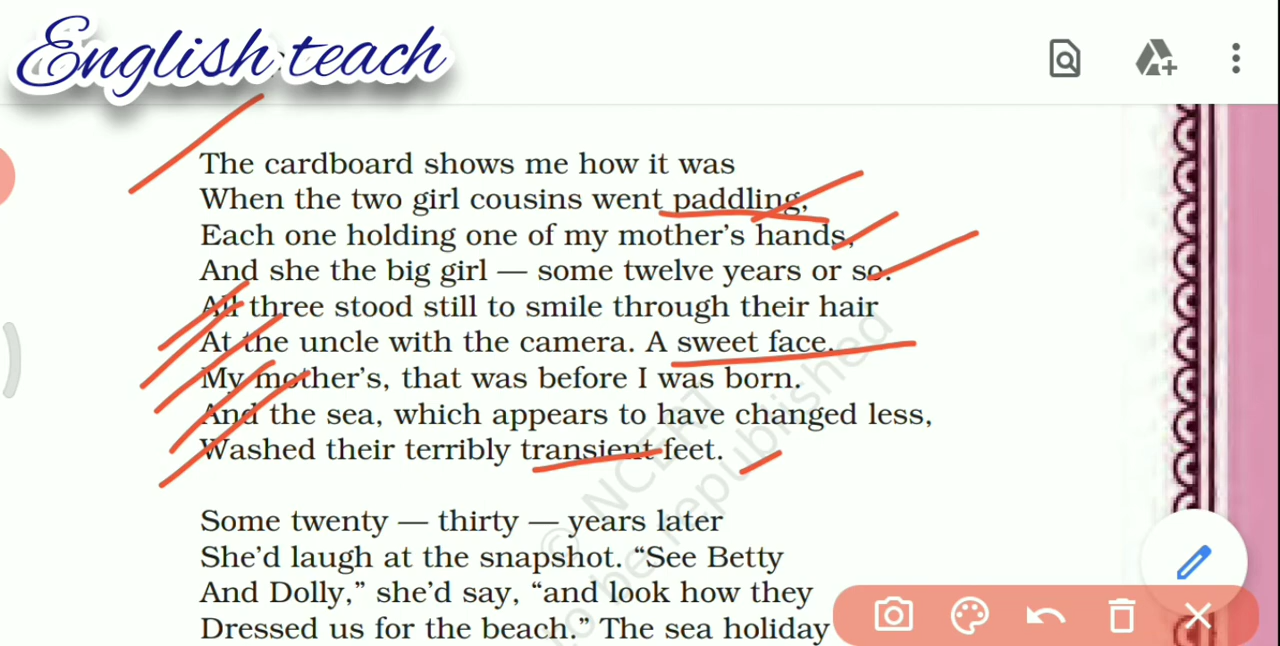 English teach
The cardboard shows me how it was
When the two girl cousins went paddling,
Each one holding one of my mother's hands,
And she the big girl — some twelve years or so.
All three stood still to smile through their hair
At the uncle with the camera. A sweet face,
My mother's, that was before I was born.
And the sea, which appears to have changed less,
Washed their terribly transient feet.
Some twenty — thirty — years later
She'd laugh at the snapshot. “See Betty
And Dolly,” she'd say, “and look how they
Dressed us for the beach.” The sea holiday
© NCERT
to be republished